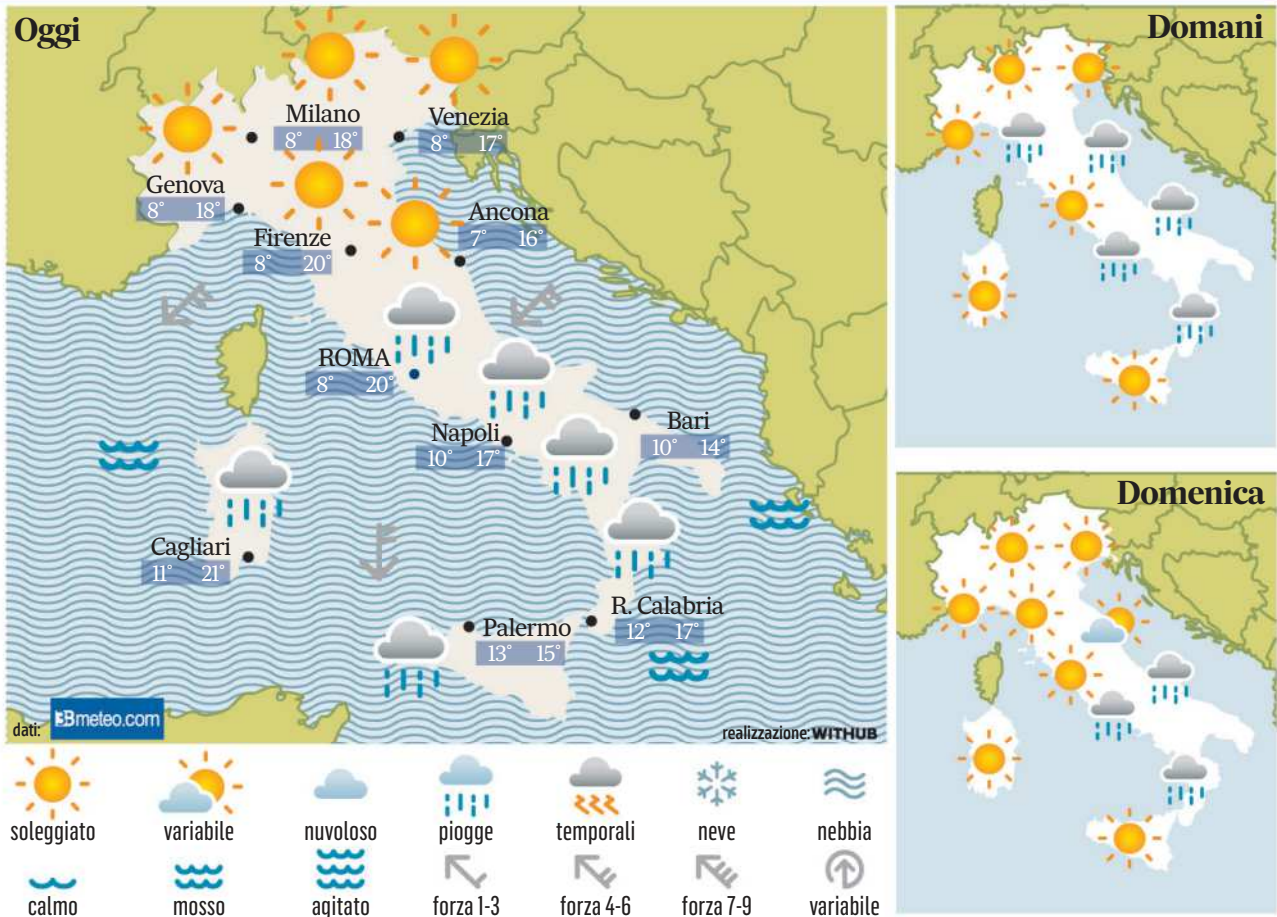 Oggi
Milano
8° 18°
Venezia
8° 17°
Genova
8° 18°
Firenze
8° 20°
Ancona
7° 16°
ROMA
8° 20°
Napoli
10° 17°
Bari
10° 14°
Cagliari
11° 21°
Palermo
13° 15°
R. Calabria
12° 17°
dati: 3Bmeteo.com
realizzazione: WITHUB
Domani
Domenica
soleggiato variabile nuvoloso piogge temporali neve nebbia
calmo mosso agitato forza 1-3 forza 4-6 forza 7-9 variabile